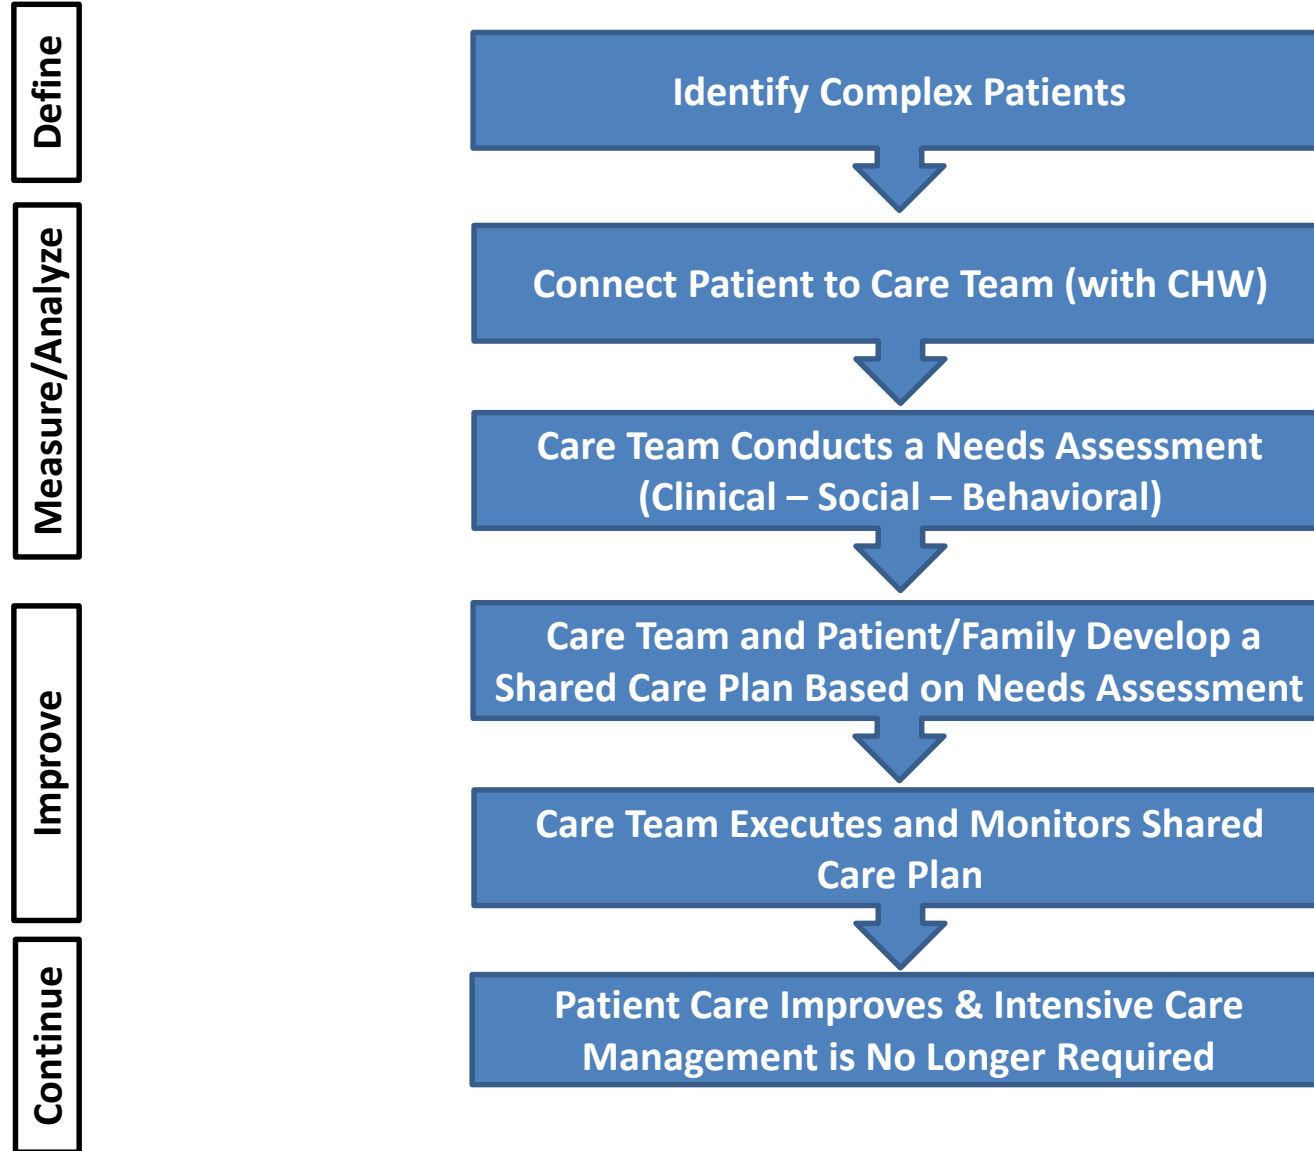 Define
Identify Complex Patients
Measure/Analyze
Connect Patient to Care Team (with CHW)
Care Team Conducts a Needs Assessment
(Clinical – Social – Behavioral)
Improve
Care Team and Patient/Family Develop a
Shared Care Plan Based on Needs Assessment
Care Team Executes and Monitors Shared
Care Plan
Continue
Patient Care Improves & Intensive Care
Management is No Longer Required